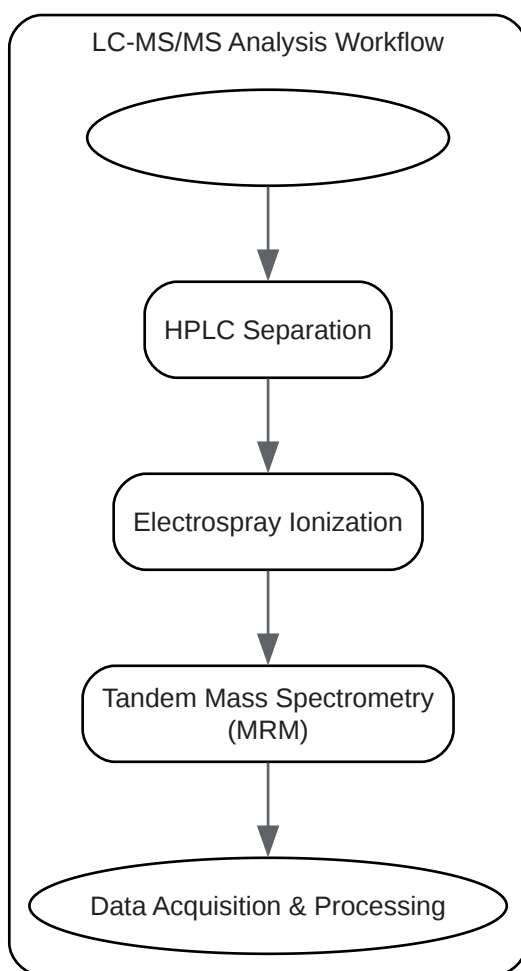 LC-MS/MS Analysis Workflow
HPLC Separation
Electrospray Ionization
Tandem Mass Spectrometry
(MRM)
Data Acquisition & Processing